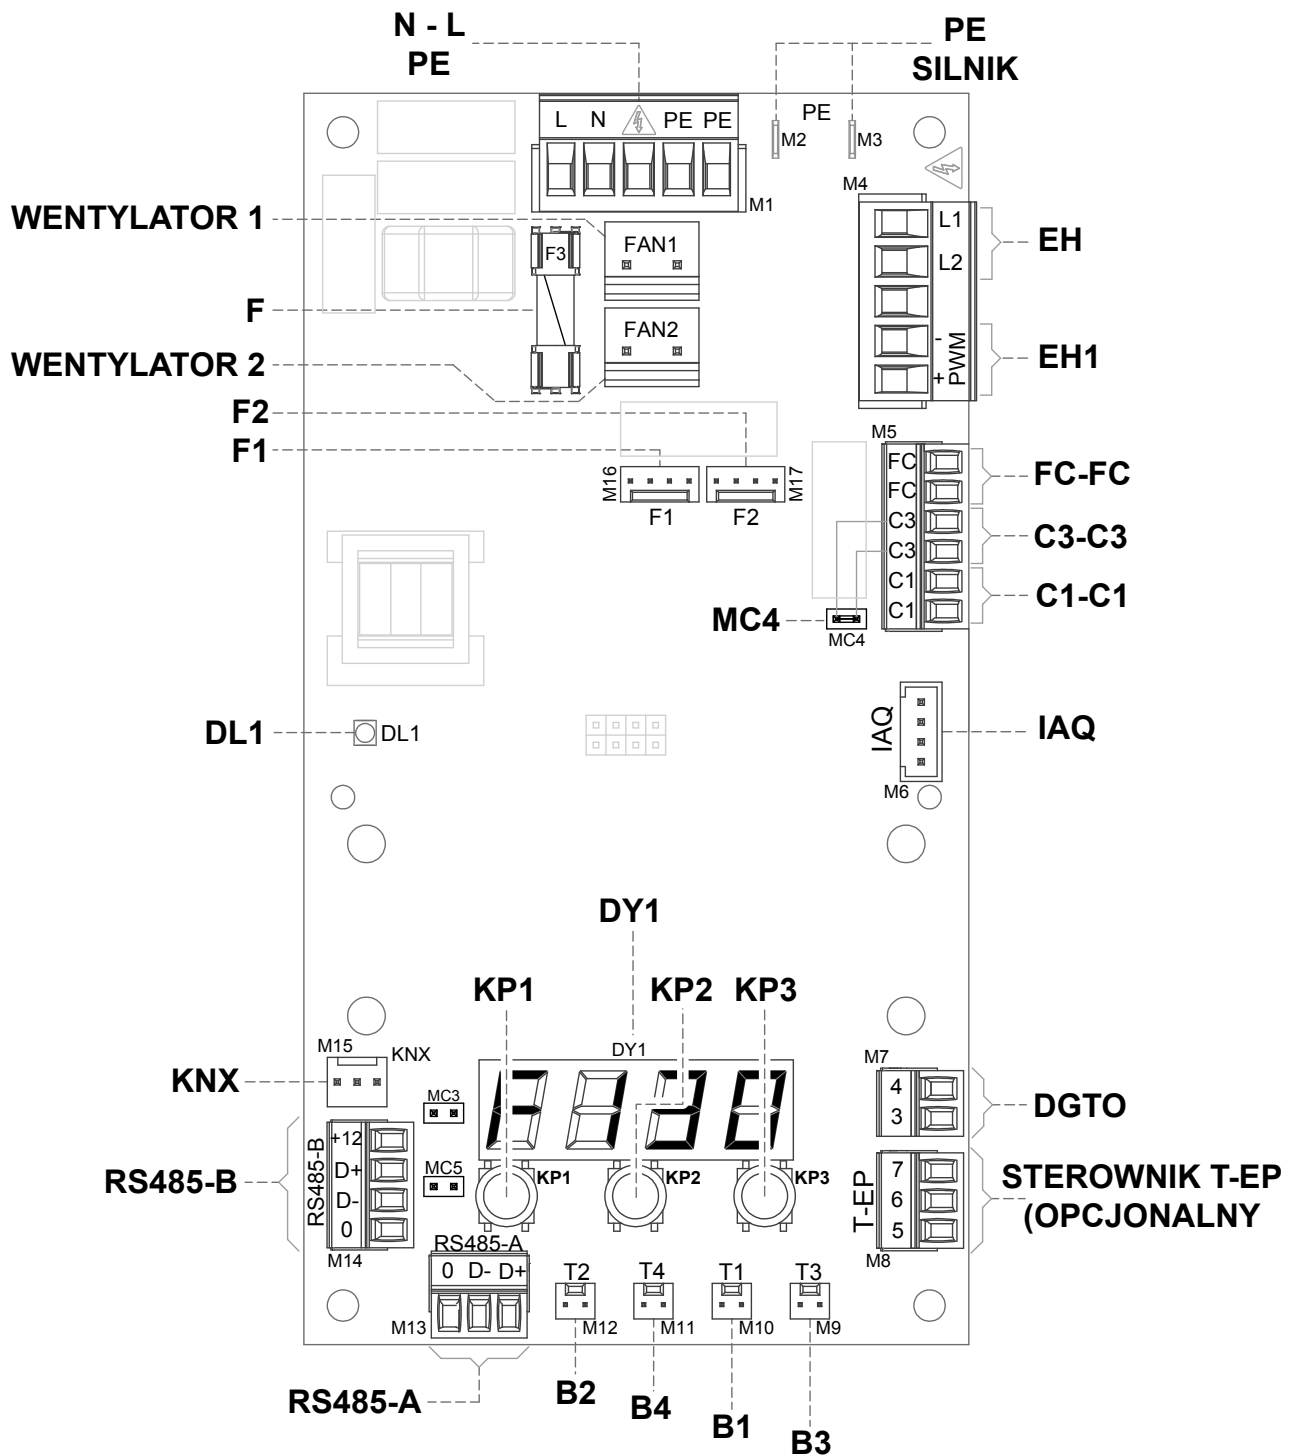 N - L
PE
PE
SILNIK
L N PE PE
PE
M2
M3
M1
M4
WENTYLATOR 1
FAN1
L1
EH
F3
L2
F
FAN2
-
PWM
EH1
WENTYLATOR 2
+
F2
M5
F1
M16
M17
FC
FC-FC
FC
F1
F2
C3
C3-C3
C3
C1
C1-C1
MC4
C1
MC4
DL1
DL1
IAQ
IAQ
M6
DY1
KP1
KP2
KP3
DY1
M15
KNX
M7
KNX
MC3
F120
4
DGTO
3
+12
RS485-B
RS485-B
D+
MC5
KP1
KP2
KP3
7
STEROWNIK T-EP
D-
T-EP
6
(OPCJONALNY
0
5
M14
RS485-A
M8
0 D- D+
T2
T4
T1
T3
M13
M12
M11
M10
M9
RS485-A
B2
B4
B1
B3